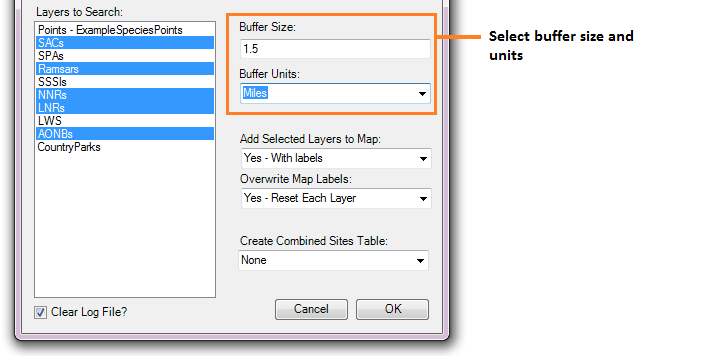 Layers to Search:
Points - ExampleSpeciesPoints
SACs
SPAs
Ramsars
SSSIs
NNRs
LNRs
LWS
AONBs
CountryParks
Clear Log File?
Buffer Size:
1.5
Buffer Units:
Miles
Add Selected Layers to Map:
Yes - With labels
Overwrite Map Labels:
Yes - Reset Each Layer
Create Combined Sites Table:
None
Cancel
OK
Select buffer size and
units